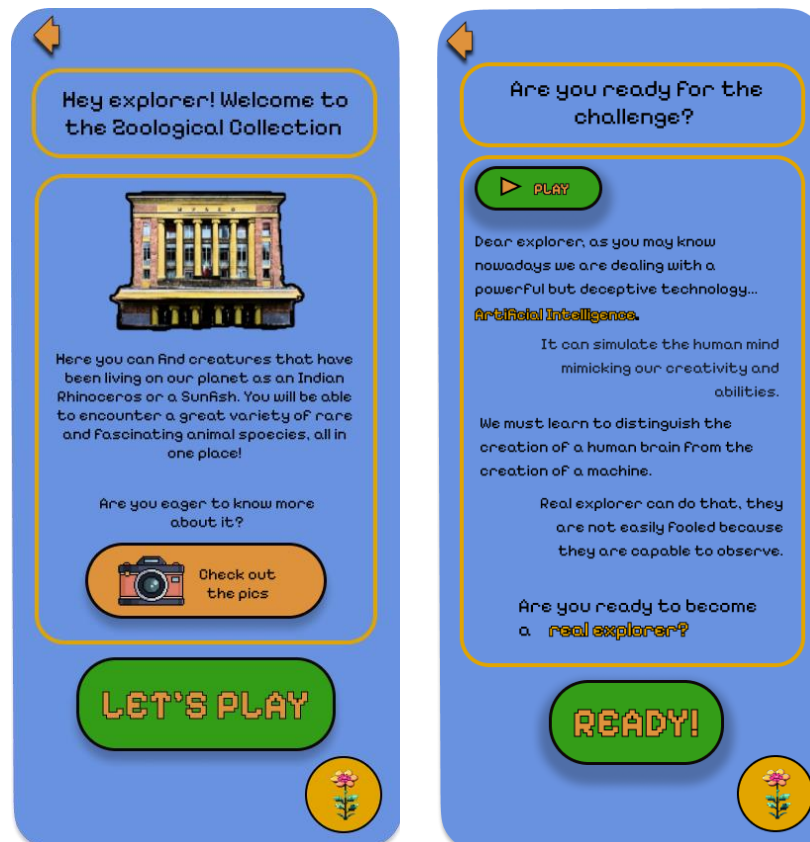 Hey explorer! Welcome to
the Zoological Collection
Here you can find creatures that have
been living on our planet as an Indian
Rhinoceros or a Sunfish. You will be able
to encounter a great variety of rare
and fascinating animal spoecies, all in
one place!
Are you eager to know more
about it?
Check out
the pics
LET'S PLAY
Are you ready for the
challenge?
PLAY
Dear explorer, as you may know
nowadays we are dealing with a
powerful but deceptive technology...
Artificial Intelligence.
It can simulate the human mind
mimicking our creativity and
abilities.
We must learn to distinguish the
creation of a human brain from the
creation of a machine.
Real explorer can do that, they
are not easily fooled because
they are capable to observe.
Are you ready to become
a real explorer?
READY!